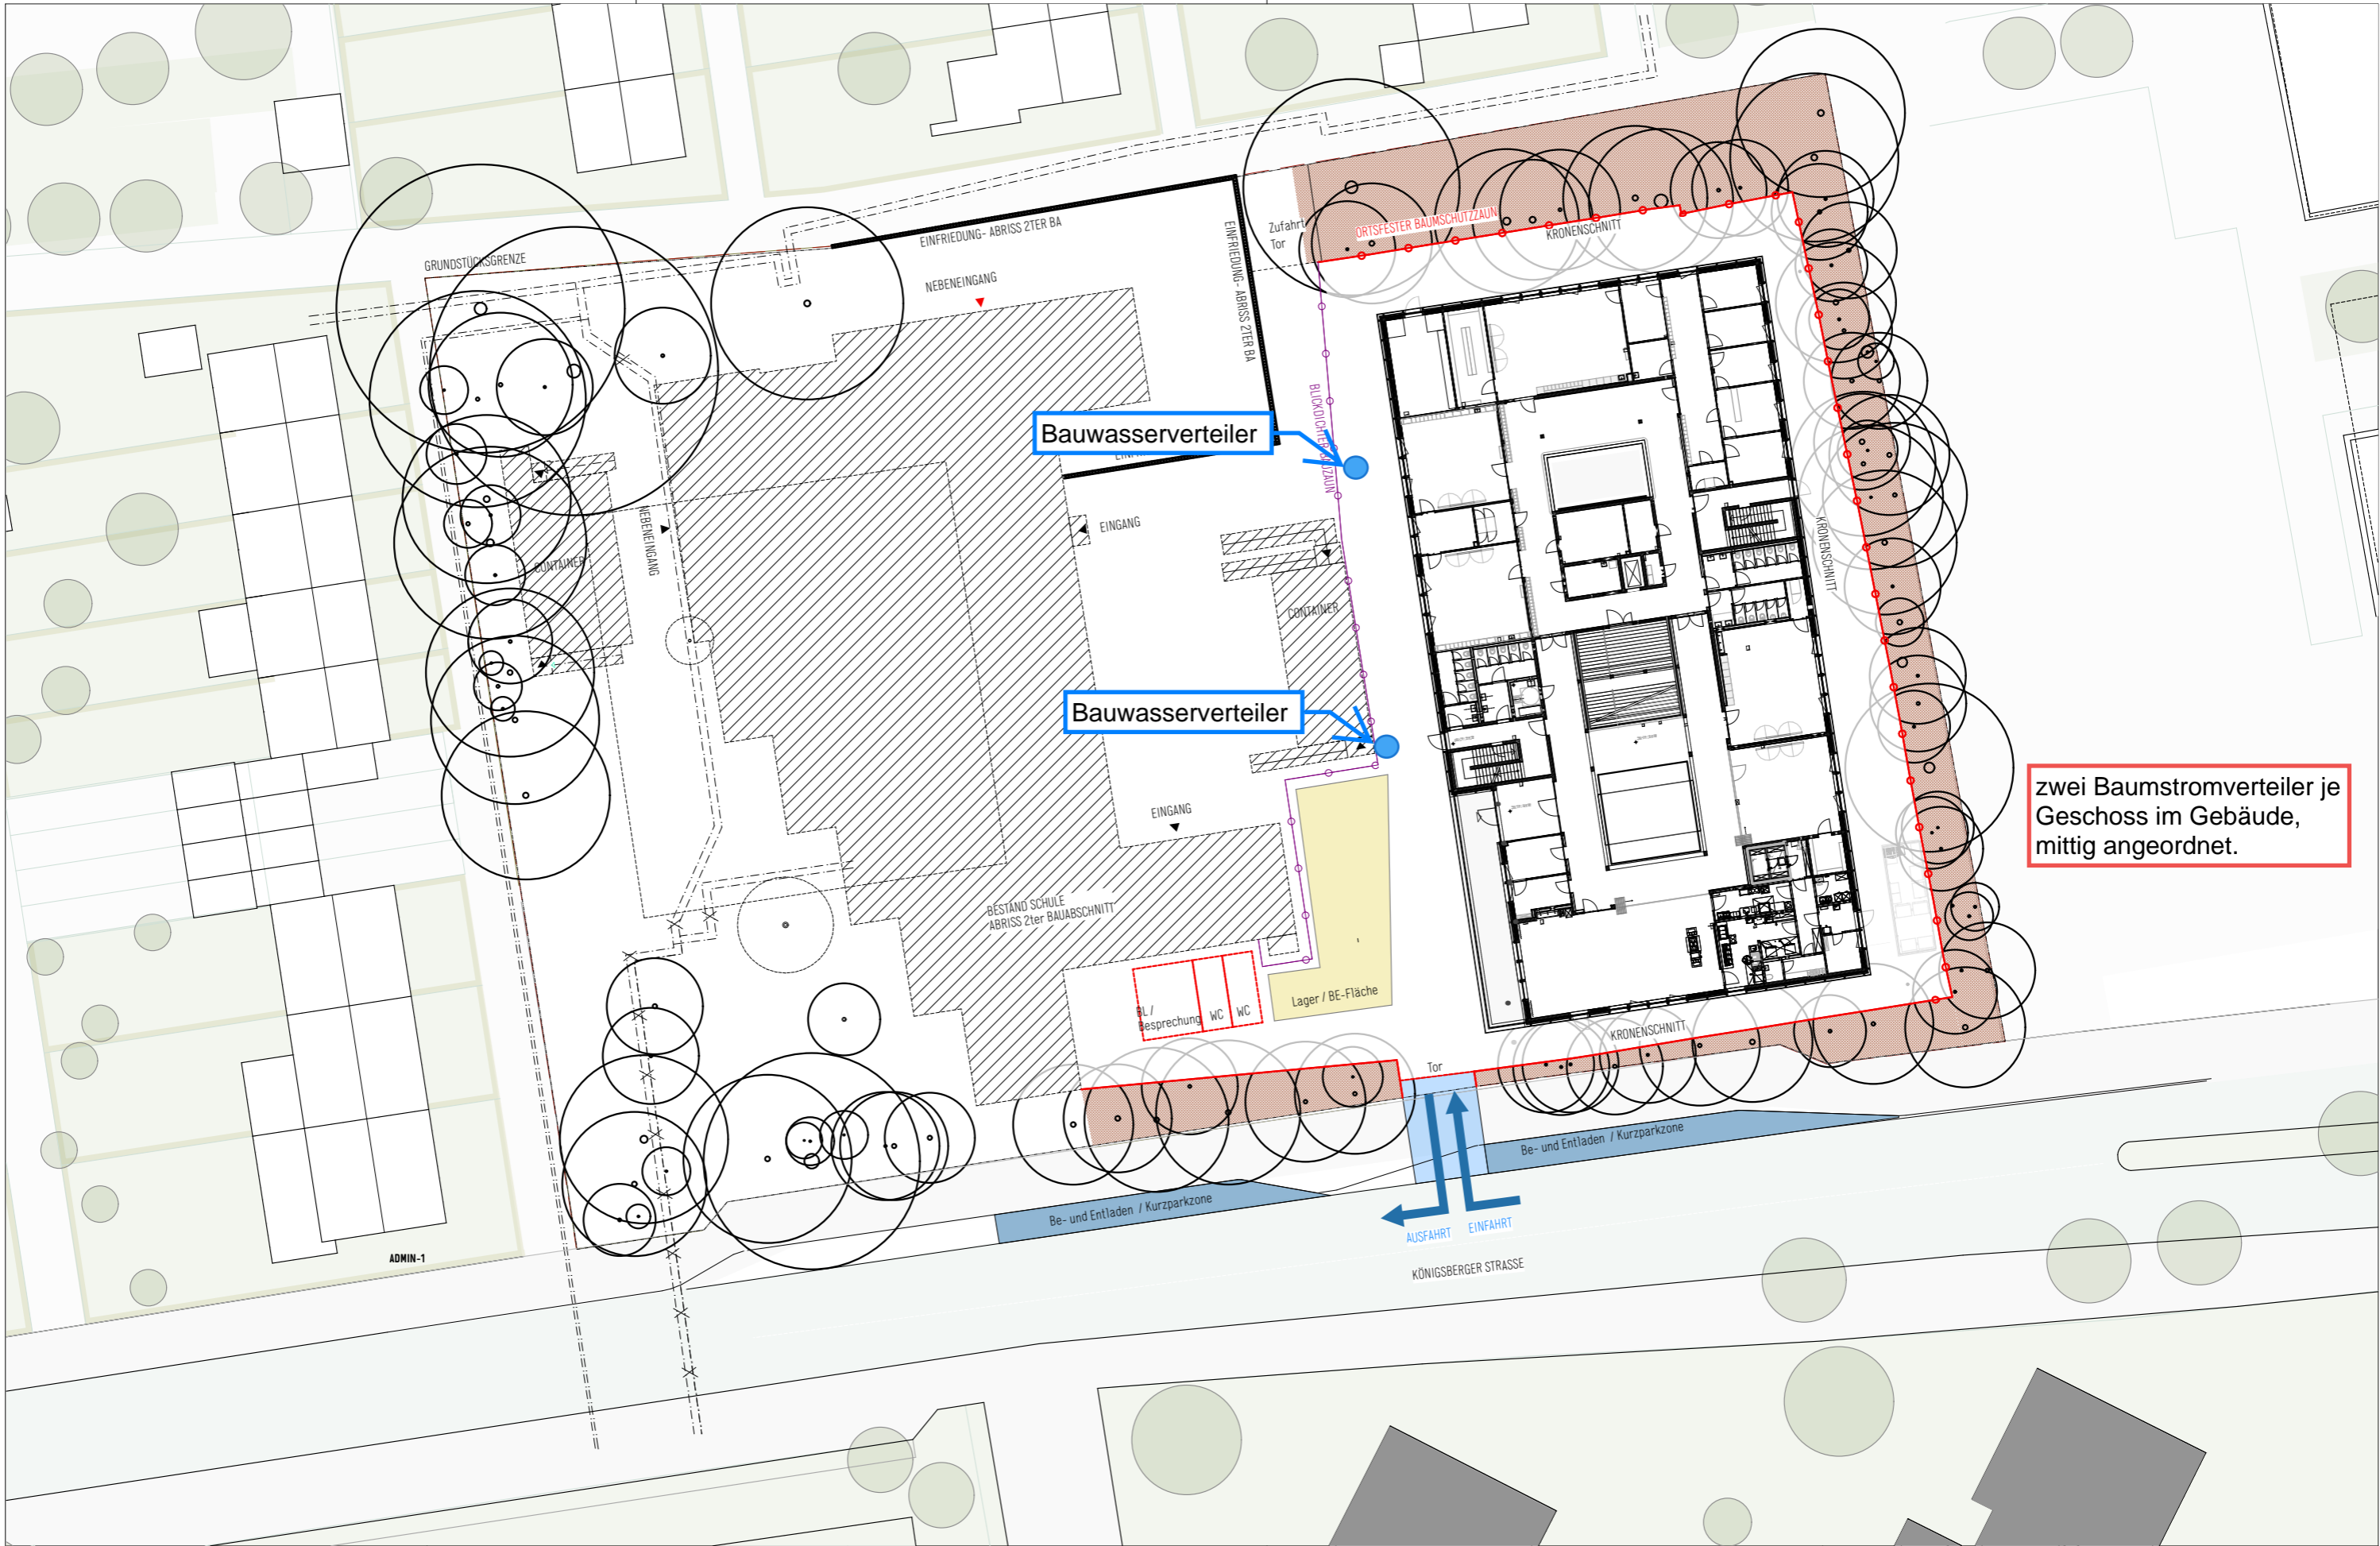 GRUNDSTÜCKSGRENZE
EINFRIEDUNG- ABRISS 2TER BA
NEBENEINGANG
EINFRIEDUNG- ABRISS 2TER BA
Zufahrt
Tor
ORTSFESTER BAUMSCHUTZZAUN
KRONENSCHNITT
Bauwasserverteiler
NEBENEINGANG
CONTAINER
EINGANG
CONTAINER
KRONENSCHNITT
Bauwasserverteiler
EINGANG
zwei Baumstromverteiler je
Geschoss im Gebäude,
mittig angeordnet.
BESTAND SCHULE
ABRISS 2ter BAUABSCHNITT
BL /
Besprechung
WC
WC
Lager / BE-Fläche
KRONENSCHNITT
Tor
Be- und Entladen / Kurzparkzone
Be- und Entladen / Kurzparkzone
AUSFAHRT
EINFAHRT
KÖNIGSBERGER STRASSE
ADMIN-1